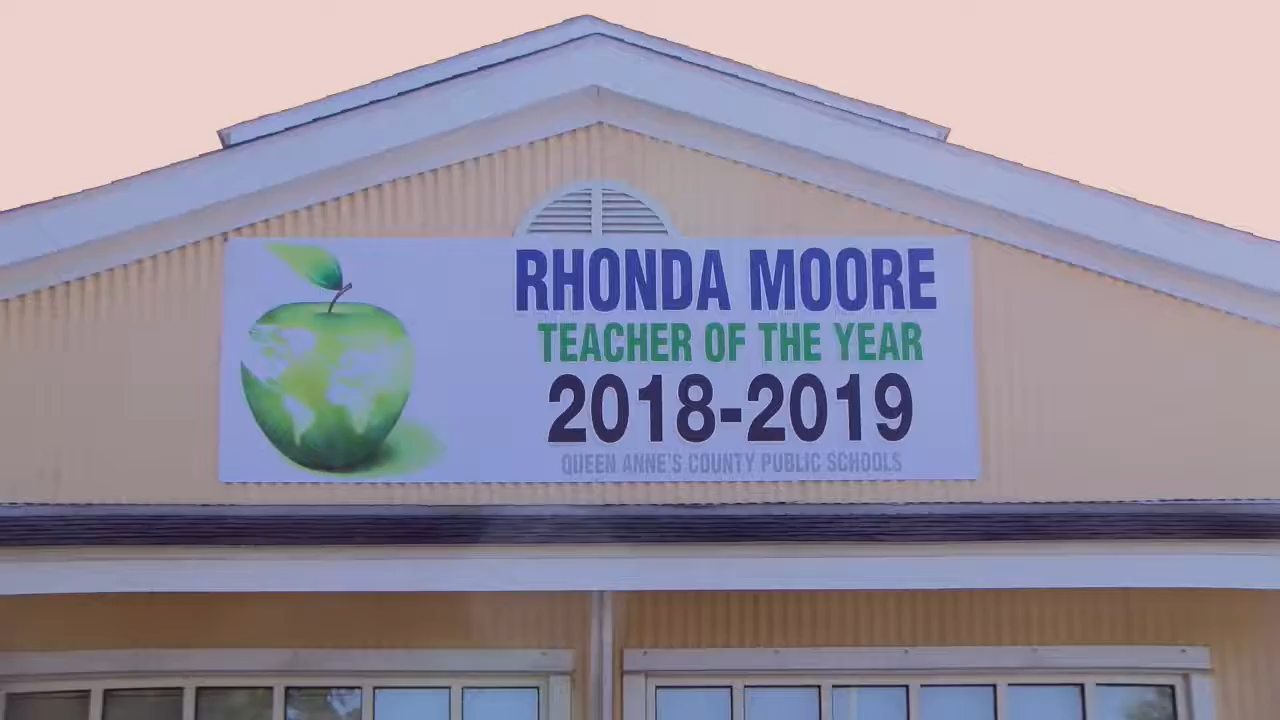 RHONDA MOORE
TEACHER OF THE YEAR
2018-2019
QUEEN ANNE'S COUNTY PUBLIC SCHOOLS